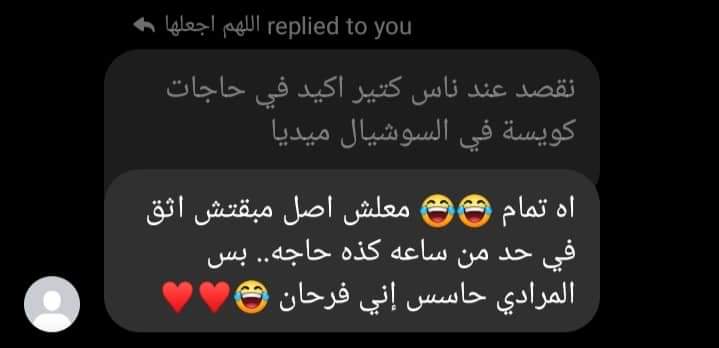 اللهم اجعلها replied to you
نقصد عند ناس كتير اكيد في حاجات
كويسة في السوشيال ميديا
اه تمام 😂😂 معلش اصل مبقتش اثق
في حد من ساعه كذه حاجه.. بس
المرادي حاسس إني فرحان 😂❤️❤️